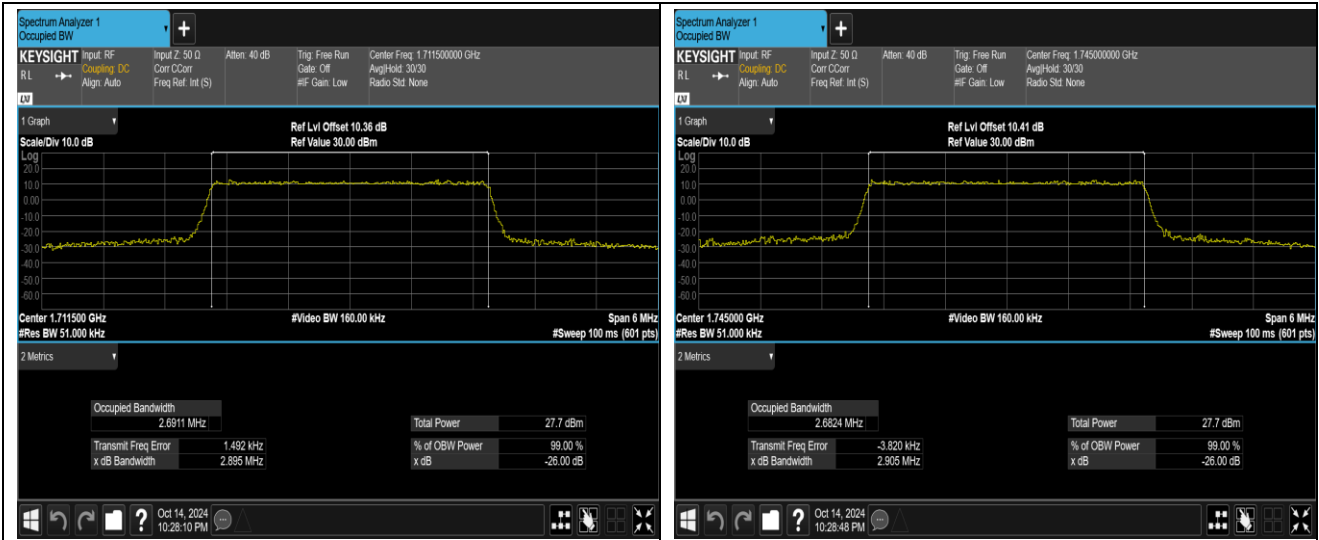 Spectrum Analyzer 1
Occupied BW
+
KEYSIGHT Input: RF Input Z: 50 Ω Atten: 40 dB Trig: Free Run Center Freq: 1.711500000 GHz
RL Coupling: DC Corr CCorr Gate: Off Avg|Hold: 30/30
Align: Auto Freq Ref: Int (S) #IF Gain: Low Radio Std: None
LXI
1 Graph
Ref Lvl Offset 10.36 dB
Scale/Div 10.0 dB Ref Value 30.00 dBm
Log
20.0
10.0
0.00
-10.0
-20.0
-30.0
-40.0
-50.0
-60.0
Center 1.711500 GHz #Video BW 160.00 kHz Span 6 MHz
#Res BW 51.000 kHz #Sweep 100 ms (601 pts)
2 Metrics
Occupied Bandwidth
2.6911 MHz Total Power 27.7 dBm
Transmit Freq Error 1.492 kHz % of OBW Power 99.00 %
x dB Bandwidth 2.895 MHz x dB -26.00 dB
? Oct 14, 2024
10:28:10 PM
Spectrum Analyzer 1
Occupied BW
+
KEYSIGHT Input: RF Input Z: 50 Ω Atten: 40 dB Trig: Free Run Center Freq: 1.745000000 GHz
RL Coupling: DC Corr CCorr Gate: Off Avg|Hold: 30/30
Align: Auto Freq Ref: Int (S) #IF Gain: Low Radio Std: None
LXI
1 Graph
Ref Lvl Offset 10.41 dB
Scale/Div 10.0 dB Ref Value 30.00 dBm
Log
20.0
10.0
0.00
-10.0
-20.0
-30.0
-40.0
-50.0
-60.0
Center 1.745000 GHz #Video BW 160.00 kHz Span 6 MHz
#Res BW 51.000 kHz #Sweep 100 ms (601 pts)
2 Metrics
Occupied Bandwidth
2.6824 MHz Total Power 27.7 dBm
Transmit Freq Error -3.820 kHz % of OBW Power 99.00 %
x dB Bandwidth 2.905 MHz x dB -26.00 dB
? Oct 14, 2024
10:28:48 PM